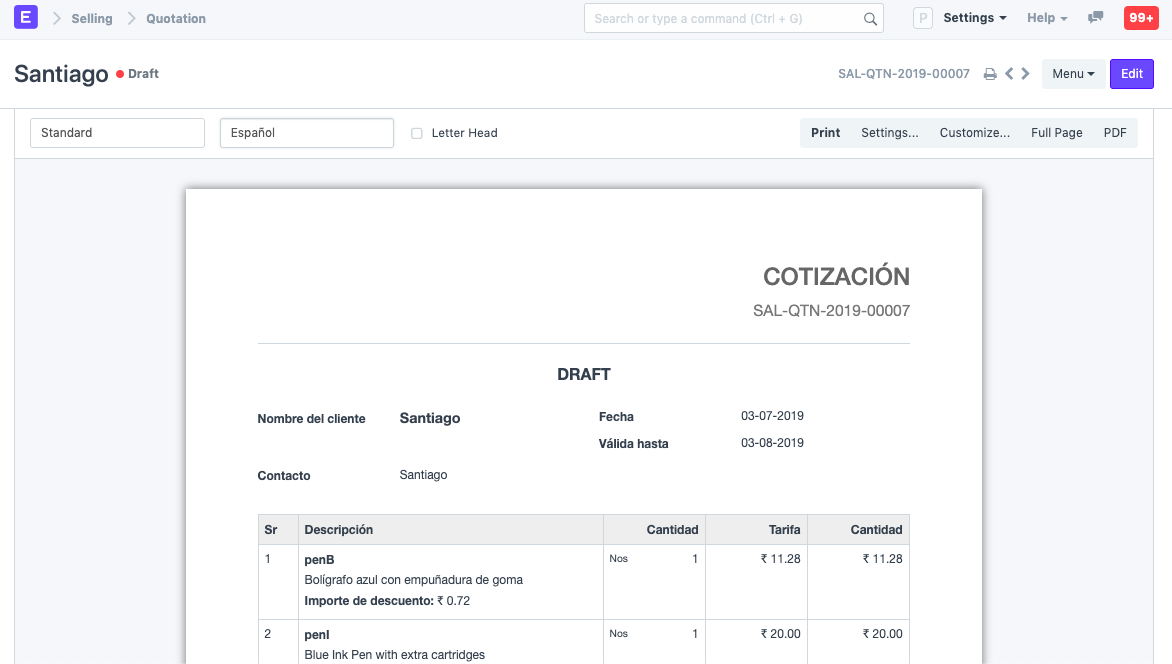 E Selling Quotation Search or type a command (Ctrl + G) P Settings Help 99+
Santiago Draft SAL-QTN-2019-00007 Menu Edit
Standard Español Letter Head Print Settings... Customize... Full Page PDF
COTIZACIÓN
SAL-QTN-2019-00007
DRAFT
Nombre del cliente Santiago Fecha 03-07-2019
Válida hasta 03-08-2019
Contacto Santiago
Sr Descripción Cantidad Tarifa Cantidad
1 penB Nos 1 ₹ 11.28 ₹ 11.28
Bolígrafo azul con empuñadura de goma
Importe de descuento: ₹ 0.72
2 penI Nos 1 ₹ 20.00 ₹ 20.00
Blue Ink Pen with extra cartridges